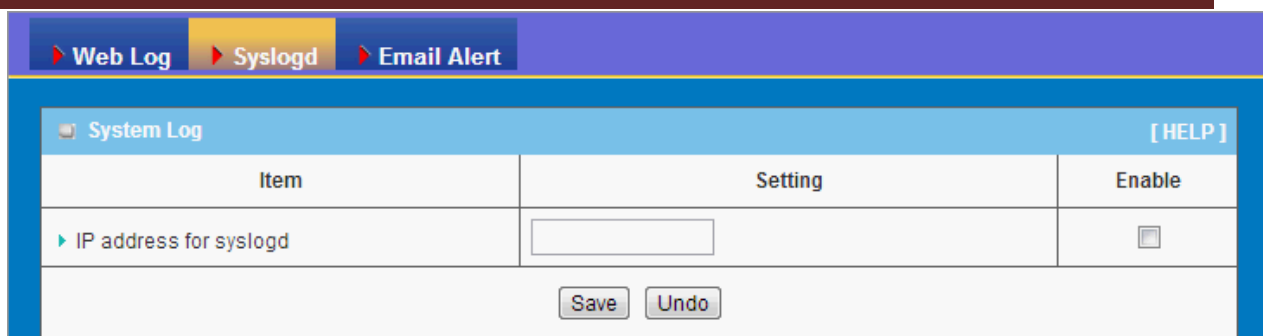 Web Log Syslogd Email Alert
System Log [ HELP ]
Item Setting Enable
IP address for syslogd
Save Undo